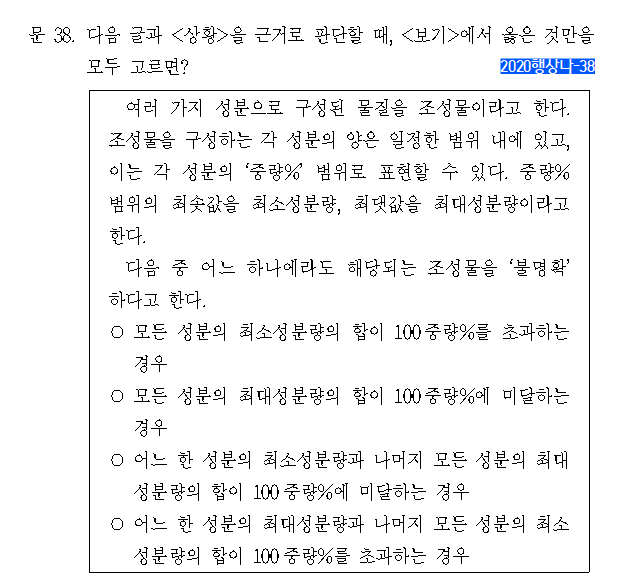 문 38. 다음 글과 <상황>을 근거로 판단할 때, <보기>에서 옳은 것만을
모두 고르면?
2020행상나-38
여러 가지 성분으로 구성된 물질을 조성물이라고 한다.
조성물을 구성하는 각 성분의 양은 일정한 범위 내에 있고,
이는 각 성분의 ‘중량%’ 범위로 표현할 수 있다. 중량%
범위의 최솟값을 최소성분량, 최댓값을 최대성분량이라고
한다.
다음 중 어느 하나에라도 해당되는 조성물을 ‘불명확’
하다고 한다.
○ 모든 성분의 최소성분량의 합이 100중량%를 초과하는
경우
○ 모든 성분의 최대성분량의 합이 100중량%에 미달하는
경우
○ 어느 한 성분의 최소성분량과 나머지 모든 성분의 최대
성분량의 합이 100중량%에 미달하는 경우
○ 어느 한 성분의 최대성분량과 나머지 모든 성분의 최소
성분량의 합이 100중량%를 초과하는 경우